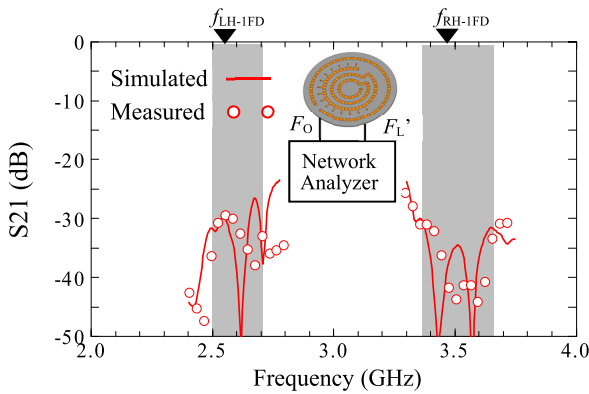 fLH-1FD fRH-1FD
0
Simulated
-10
Measured
FO FL'
-20
Network
Analyzer
S21 (dB)
-30
-40
-50
2.0 2.5 3.0 3.5 4.0
Frequency (GHz)